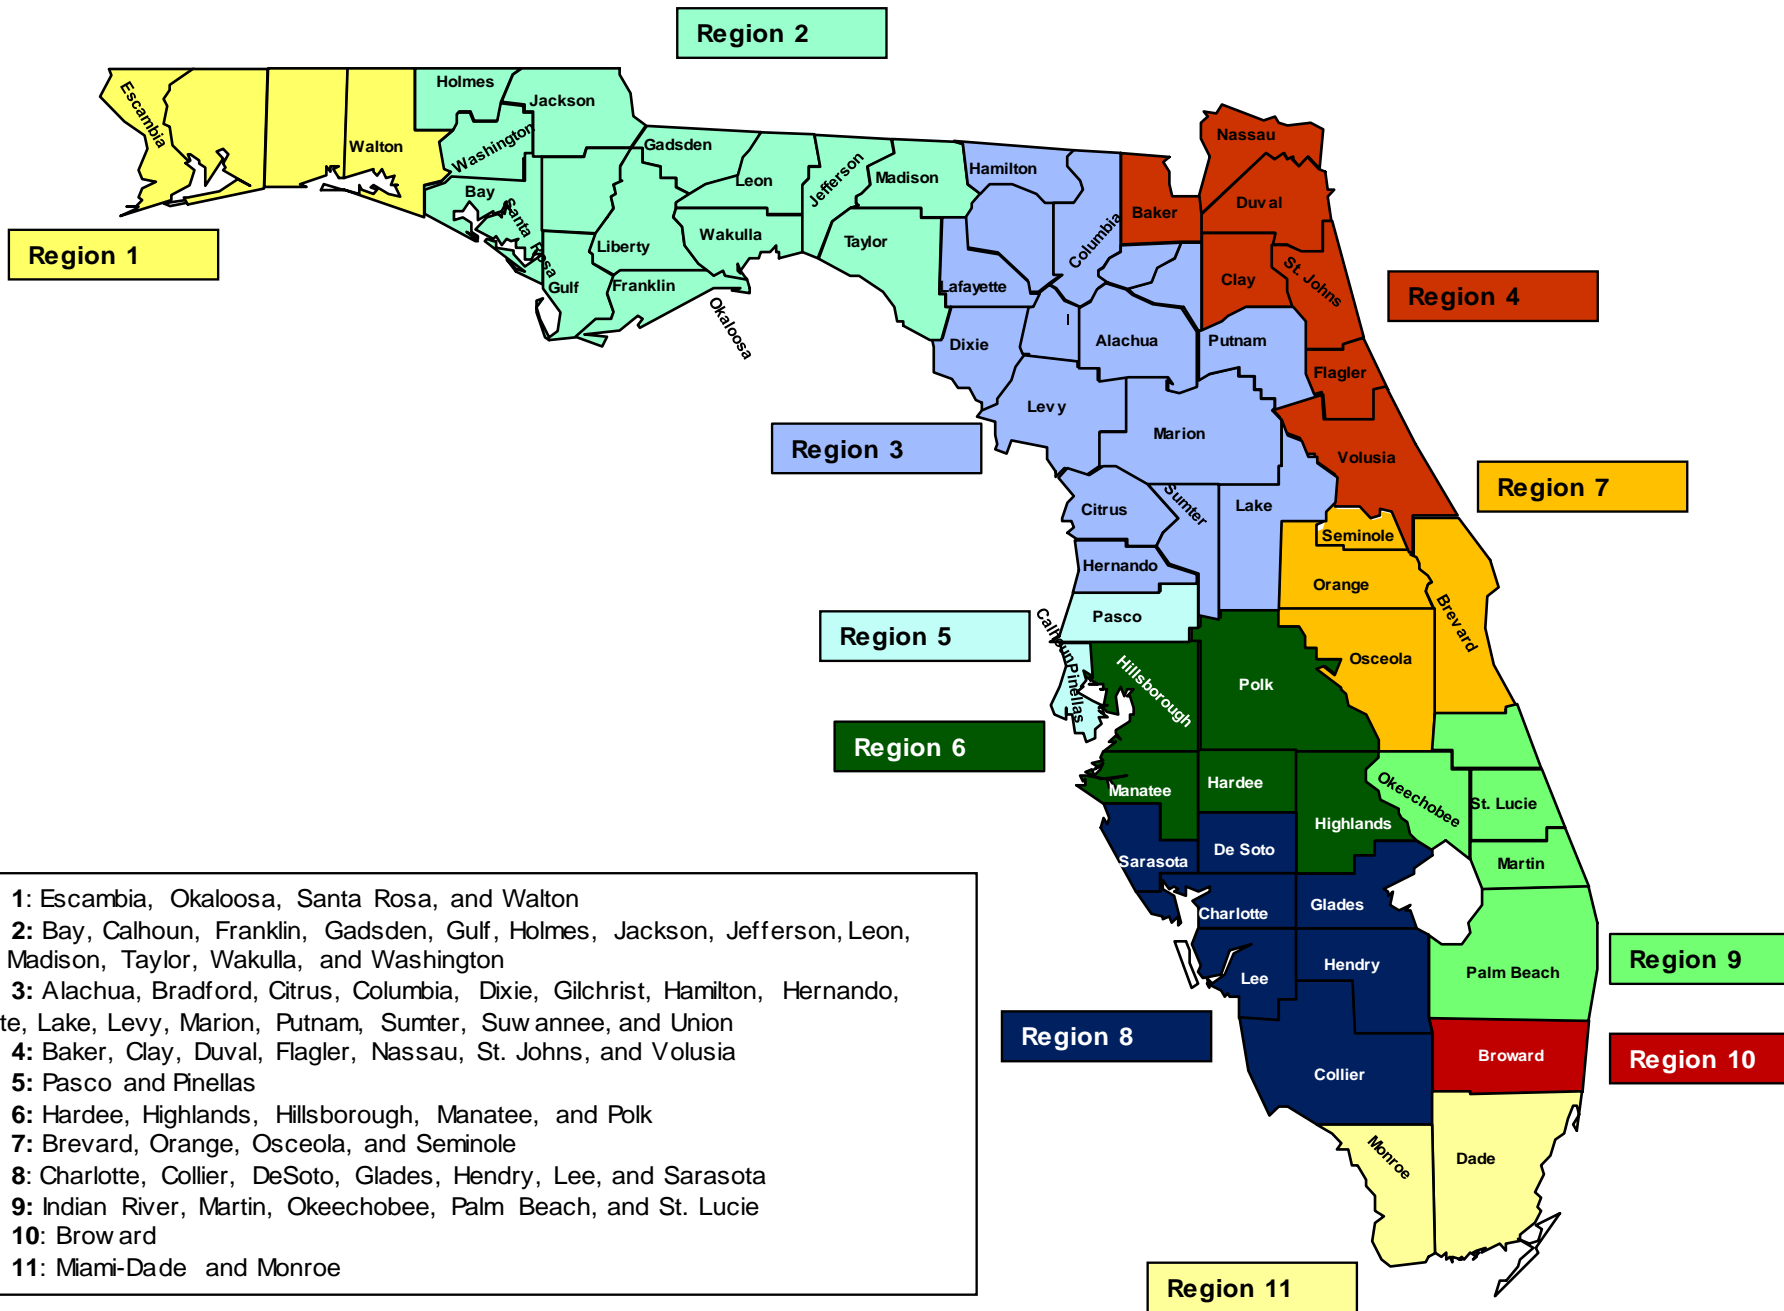 Region 2
Holmes
Jackson
Escambia
Walton
Washington
Gadsden
Nassau
Hamilton
Jefferson
Madison
Leon
Bay
Santa Rosa
Baker
Duval
Columbia
Wakulla
Taylor
Liberty
Region 1
Gulf
Franklin
Lafayette
Clay
St. Johns
Region 4
Okaloosa
l
Dixie
Alachua
Putnam
Flagler
Levy
Marion
Region 3
Volusia
Region 7
Citrus
Sumter
Lake
Seminole
Hernando
Orange
Brevard
Pasco
Region 5
Calhoun
Pinellas
Hillsborough
Osceola
Polk
Region 6
Manatee
Hardee
Okeechobee
St. Lucie
Highlands
De Soto
Sarasota
Martin
Charlotte
Glades
Region 9
Palm Beach
Hendry
Lee
Region 8
Broward
Region 10
Collier
Monroe
Dade
Region 11
1: Escambia, Okaloosa, Santa Rosa, and Walton
2: Bay, Calhoun, Franklin, Gadsden, Gulf, Holmes, Jackson, Jefferson, Leon,
Madison, Taylor, Wakulla, and Washington
3: Alachua, Bradford, Citrus, Columbia, Dixie, Gilchrist, Hamilton, Hernando,
te, Lake, Levy, Marion, Putnam, Sumter, Suwannee, and Union
4: Baker, Clay, Duval, Flagler, Nassau, St. Johns, and Volusia
5: Pasco and Pinellas
6: Hardee, Highlands, Hillsborough, Manatee, and Polk
7: Brevard, Orange, Osceola, and Seminole
8: Charlotte, Collier, DeSoto, Glades, Hendry, Lee, and Sarasota
9: Indian River, Martin, Okeechobee, Palm Beach, and St. Lucie
10: Broward
11: Miami-Dade and Monroe